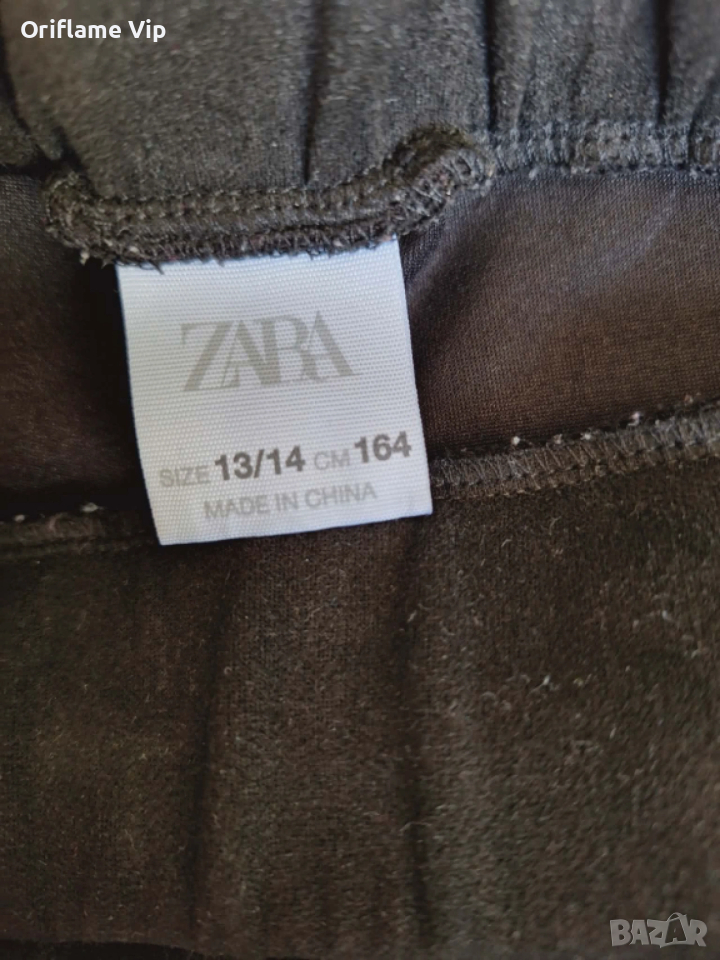 Oriflame Vip
ZARA
SIZE 13/14 CM 164
MADE IN CHINA
BAZAR